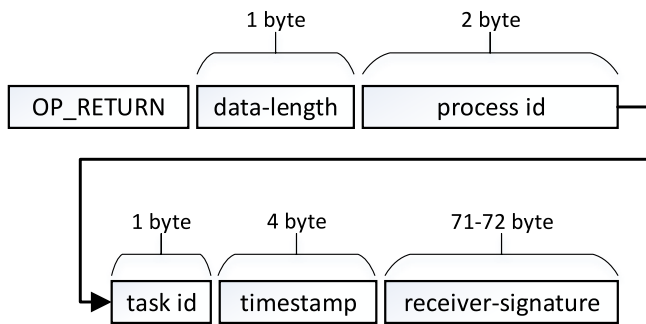 1 byte 2 byte
OP_RETURN data-length process id
1 byte 4 byte 71-72 byte
task id timestamp receiver-signature